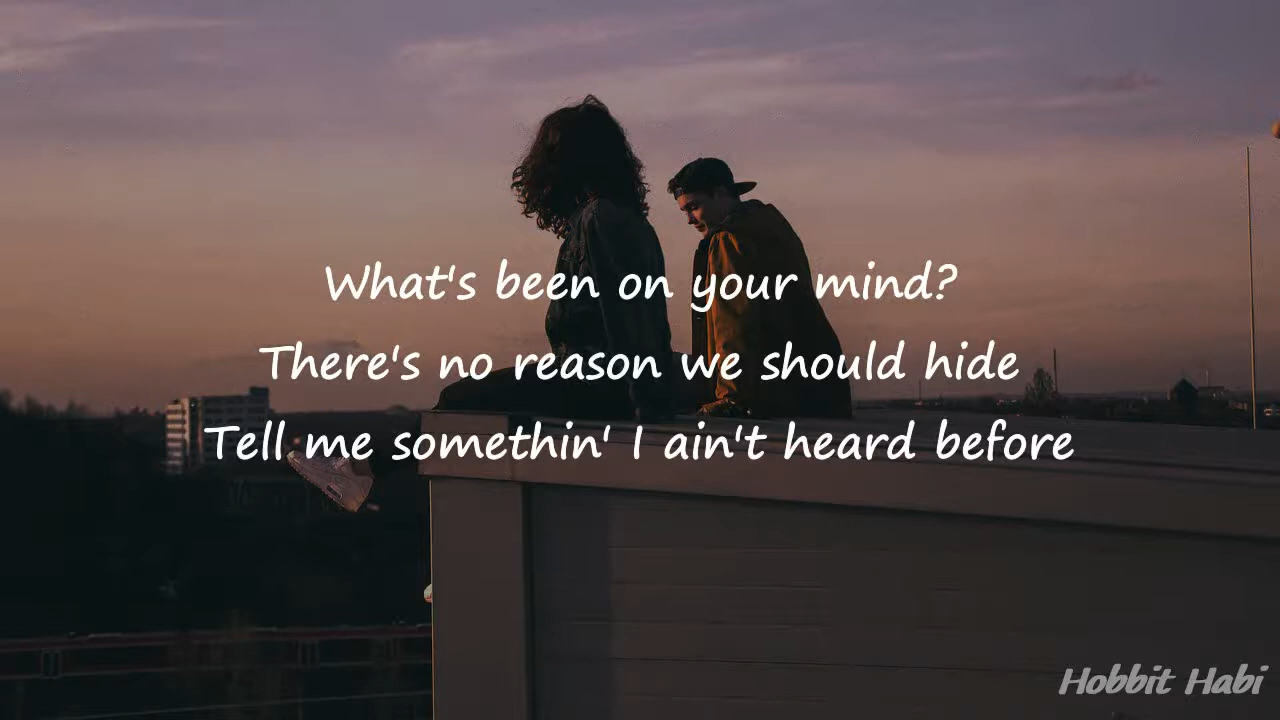 What's been on your mind?
There's no reason we should hide
Tell me somethin' I ain't heard before
Hobbit Habi